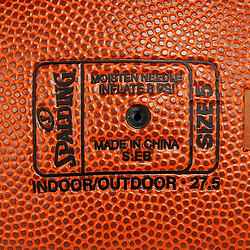 SPALDING
MOISTEN NEEDLE
INFLATE 8 PSI
MADE IN CHINA
S.EB
SIZE 5
INDOOR/OUTDOOR · 27.5